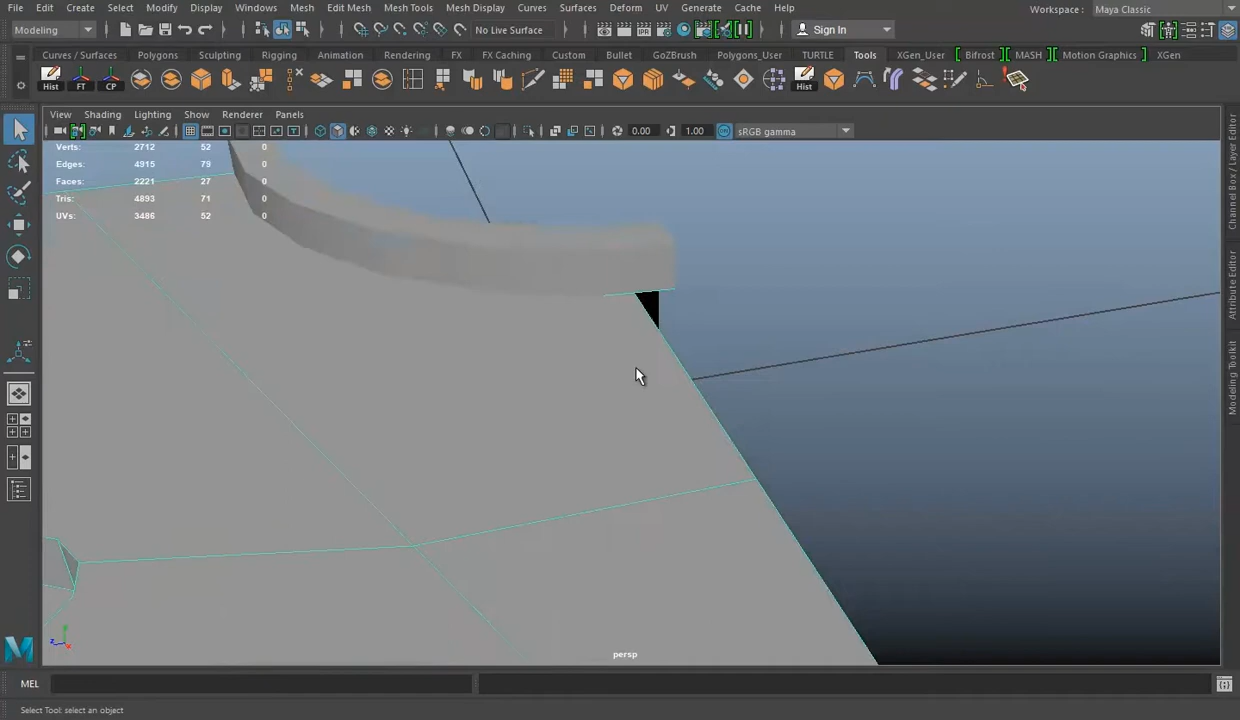 File Edit Create Select Modify Display Windows Mesh Edit Mesh Mesh Tools Mesh Display Curves Surfaces Deform UV Generate Cache Help Workspace : Maya Classic
Modeling No Live Surface Sign In
Curves / Surfaces Polygons Sculpting Rigging Animation Rendering FX FX Caching Custom Bullet GoZBrush Polygons_User TURTLE Tools XGen_User Bifrost MASH Motion Graphics XGen
Hist FT CP Hist
View Shading Lighting Show Renderer Panels
0.00 1.00 sRGB gamma
Verts: 2712 52 0
Edges: 4915 79 0
Faces: 2221 27 0
Tris: 4893 71 0
UVs: 3486 52 0
Channel Box / Layer Editor
Attribute Editor
Modeling Toolkit
persp
MEL
Select Tool: select an object